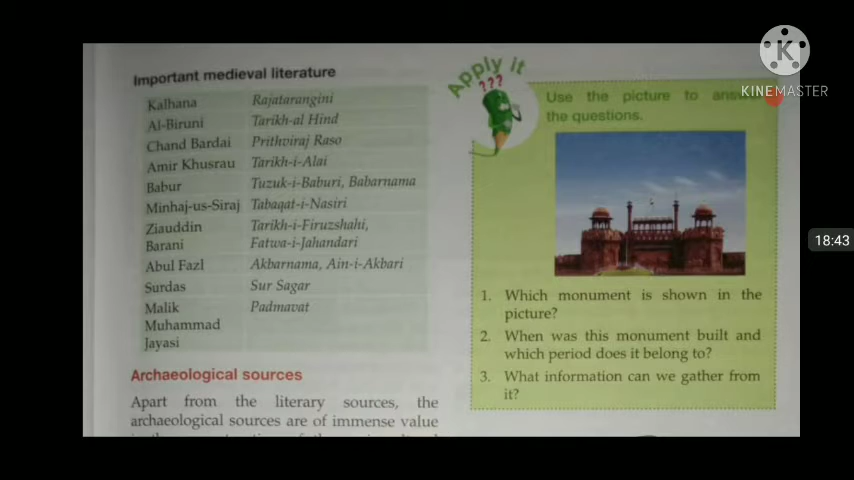 Important medieval literature
Kalhana Rajatarangini
Al-Biruni Tarikh-al Hind
Chand Bardai Prithviraj Raso
Amir Khusrau Tarikh-i-Alai
Babur Tuzuk-i-Baburi, Babarnama
Minhaj-us-Siraj Tabaqat-i-Nasiri
Ziauddin Tarikh-i-Firuzshahi,
Barani Fatwa-i-Jahandari
Abul Fazl Akbarnama, Ain-i-Akbari
Surdas Sur Sagar
Malik Padmavat
Muhammad
Jayasi
Archaeological sources
Apart from the literary sources, the
archaeological sources are of immense value
Apply it
???
Use the picture to
the questions.
1. Which monument is shown in the
picture?
2. When was this monument built and
which period does it belong to?
3. What information can we gather from
it?
K
KINEMASTER
18:43